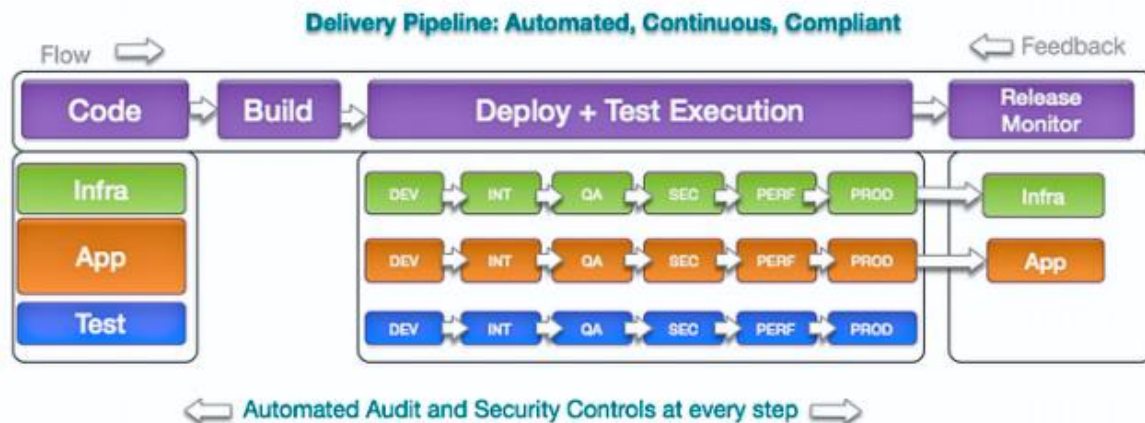 Delivery Pipeline: Automated, Continuous, Compliant
Flow
Feedback
Code
Build
Deploy + Test Execution
Release
Monitor
Infra
DEV INT QA SEC PERF PROD
Infra
App
DEV INT QA SEC PERF PROD
App
Test
DEV INT QA SEC PERF PROD
Automated Audit and Security Controls at every step